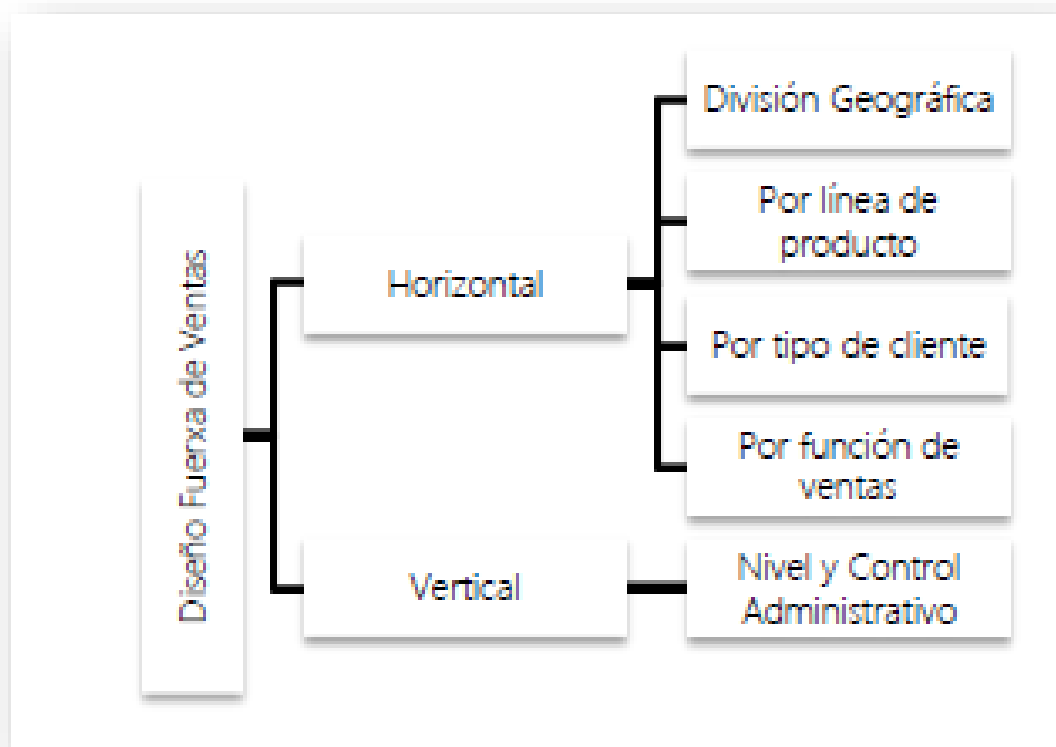 Diseño Fuerxa de Ventas
Horizontal
División Geográfica
Por línea de
producto
Por tipo de cliente
Por función de
ventas
Vertical
Nivel y Control
Administrativo